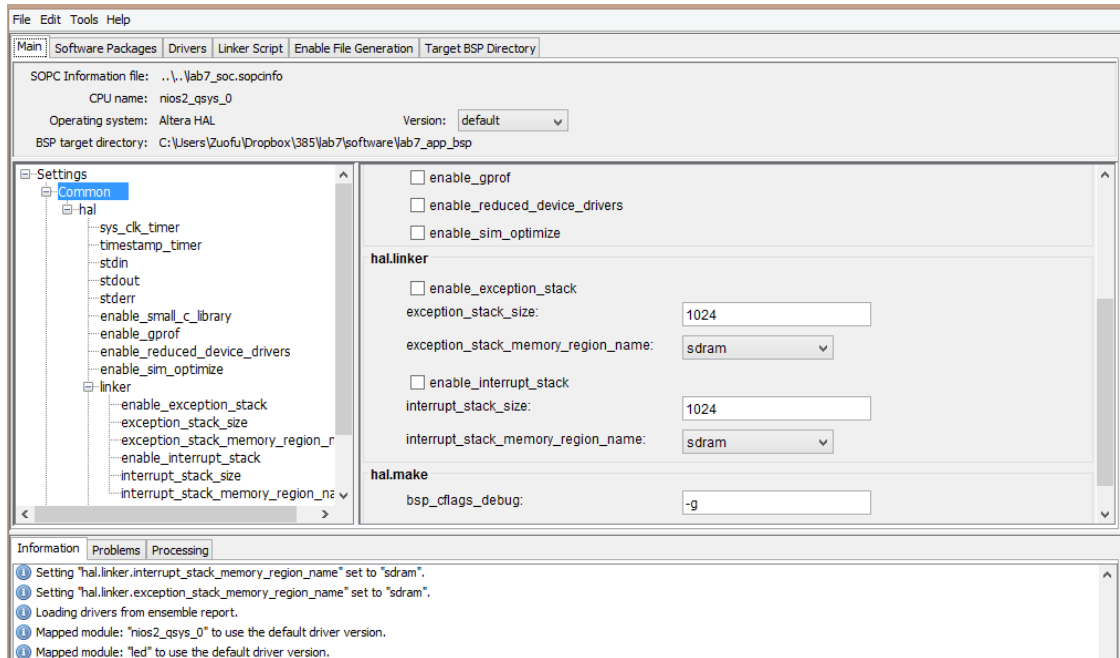 File Edit Tools Help
Main Software Packages Drivers Linker Script Enable File Generation Target BSP Directory
SOPC Information file: ..\..\lab7_soc.sopcinfo
CPU name: nios2_qsys_0
Operating system: Altera HAL Version: default
BSP target directory: C:\Users\Zuofu\Dropbox\385\lab7\software\lab7_app_bsp
Settings
Common
hal
sys_clk_timer
timestamp_timer
stdin
stdout
stderr
enable_small_c_library
enable_gprof
enable_reduced_device_drivers
enable_sim_optimize
linker
enable_exception_stack
exception_stack_size
exception_stack_memory_region_r
enable_interrupt_stack
interrupt_stack_size
interrupt_stack_memory_region_na
enable_gprof
enable_reduced_device_drivers
enable_sim_optimize
hal.linker
enable_exception_stack
exception_stack_size: 1024
exception_stack_memory_region_name: sdram
enable_interrupt_stack
interrupt_stack_size: 1024
interrupt_stack_memory_region_name: sdram
hal.make
bsp_cflags_debug: -g
Information Problems Processing
Setting "hal.linker.interrupt_stack_memory_region_name" set to "sdram".
Setting "hal.linker.exception_stack_memory_region_name" set to "sdram".
Loading drivers from ensemble report.
Mapped module: "nios2_qsys_0" to use the default driver version.
Mapped module: "led" to use the default driver version.